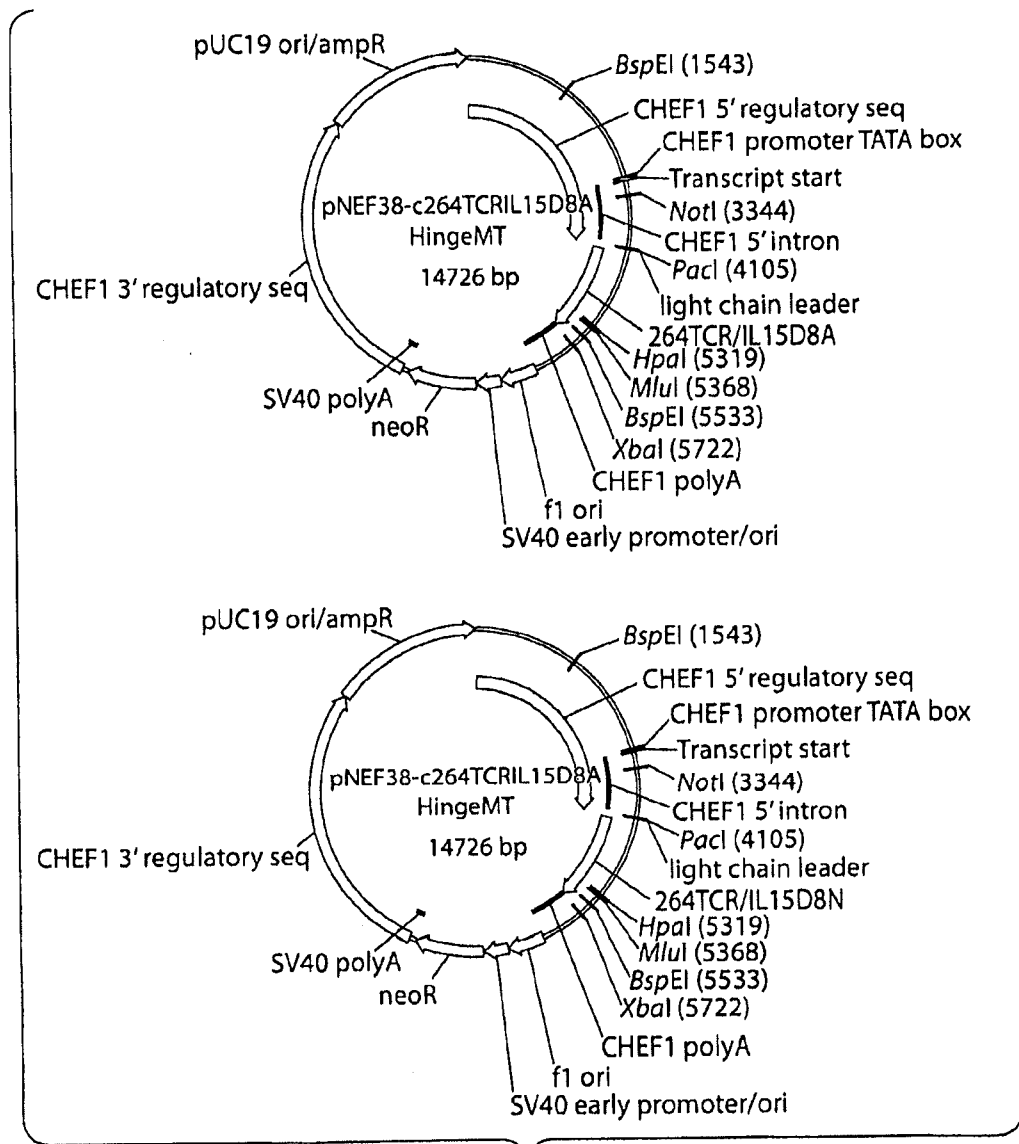 pUC19 ori/ampR
BspEI (1543)
CHEF1 5' regulatory seq
CHEF1 promoter TATA box
Transcript start
NotI (3344)
CHEF1 5' intron
PacI (4105)
light chain leader
264TCR/IL15D8A
HpaI (5319)
MluI (5368)
BspEI (5533)
XbaI (5722)
CHEF1 polyA
f1 ori
SV40 early promoter/ori
neoR
SV40 polyA
CHEF1 3' regulatory seq
pNEF38-c264TCRIL15D8A
HingeMT
14726 bp
pUC19 ori/ampR
BspEI (1543)
CHEF1 5' regulatory seq
CHEF1 promoter TATA box
Transcript start
NotI (3344)
CHEF1 5' intron
PacI (4105)
light chain leader
264TCR/IL15D8N
HpaI (5319)
MluI (5368)
BspEI (5533)
XbaI (5722)
CHEF1 polyA
f1 ori
SV40 early promoter/ori
neoR
SV40 polyA
CHEF1 3' regulatory seq
pNEF38-c264TCRIL15D8A
HingeMT
14726 bp